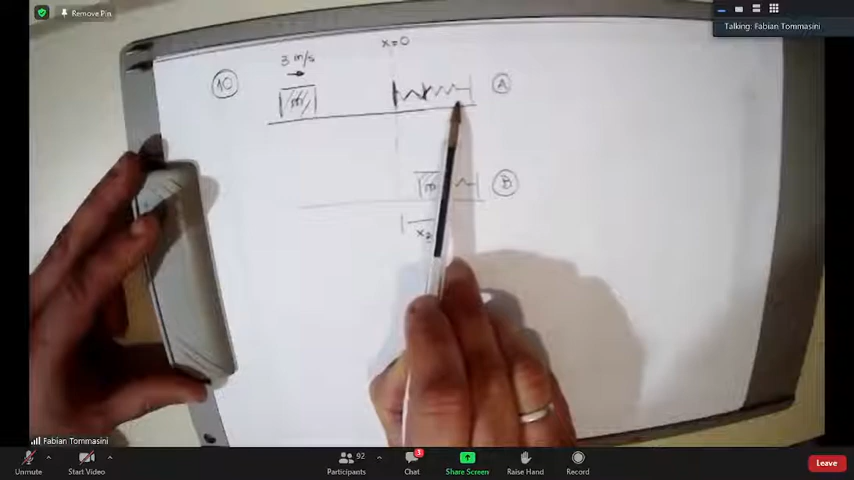 Remove Pin
Talking: Fabian Tommasini
x=0
3 m/s
10
m
A
m
B
x₂
Fabian Tommasini
Unmute
Start Video
92
Participants
3
Chat
Share Screen
Raise Hand
Record
Leave